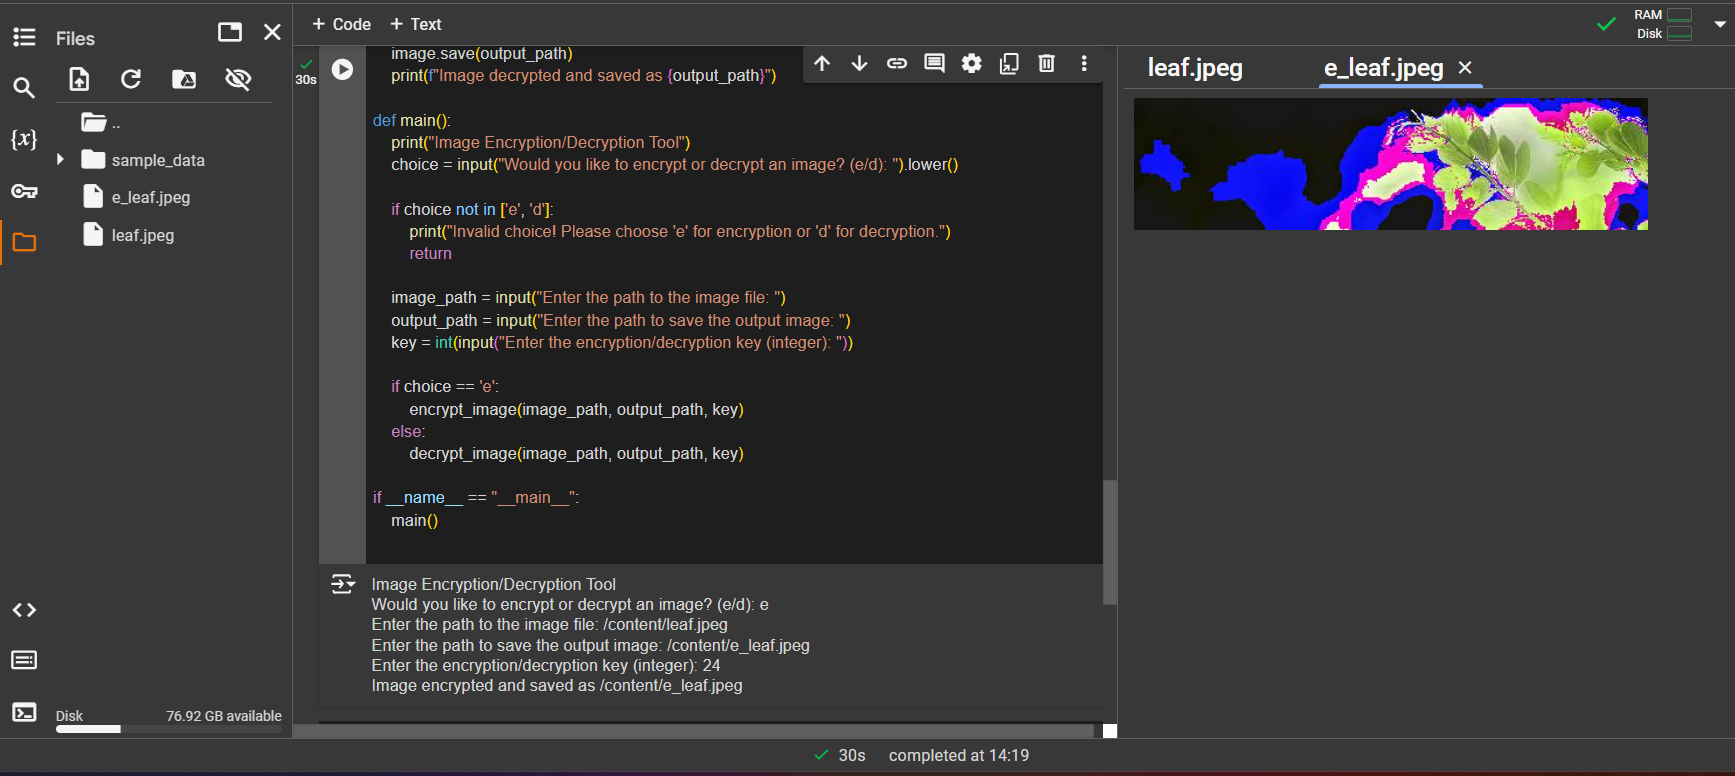 + Code + Text
RAM
Disk
Files
..
sample_data
e_leaf.jpeg
leaf.jpeg
Disk 76.92 GB available
30s
image.save(output_path)
print(f"Image decrypted and saved as {output_path}")
def main():
print("Image Encryption/Decryption Tool")
choice = input("Would you like to encrypt or decrypt an image? (e/d): ").lower()
if choice not in ['e', 'd']:
print("Invalid choice! Please choose 'e' for encryption or 'd' for decryption.")
return
image_path = input("Enter the path to the image file: ")
output_path = input("Enter the path to save the output image: ")
key = int(input("Enter the encryption/decryption key (integer): "))
if choice == 'e':
encrypt_image(image_path, output_path, key)
else:
decrypt_image(image_path, output_path, key)
if __name__ == "__main__":
main()
Image Encryption/Decryption Tool
Would you like to encrypt or decrypt an image? (e/d): e
Enter the path to the image file: /content/leaf.jpeg
Enter the path to save the output image: /content/e_leaf.jpeg
Enter the encryption/decryption key (integer): 24
Image encrypted and saved as /content/e_leaf.jpeg
leaf.jpeg e_leaf.jpeg
30s completed at 14:19